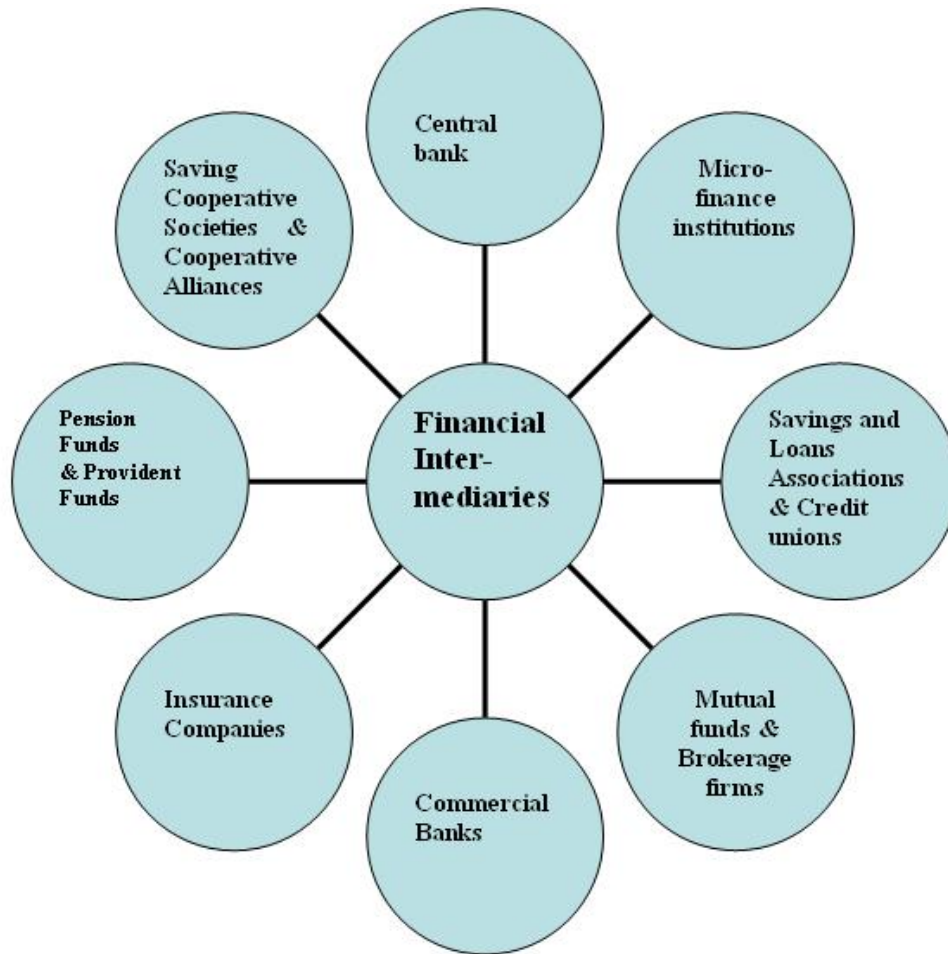 Central
bank
Micro-
finance
institutions
Savings and
Loans
Associations
& Credit
unions
Mutual
funds &
Brokerage
firms
Commercial
Banks
Insurance
Companies
Pension
Funds
& Provident
Funds
Saving
Cooperative
Societies &
Cooperative
Alliances
Financial
Inter-
mediaries